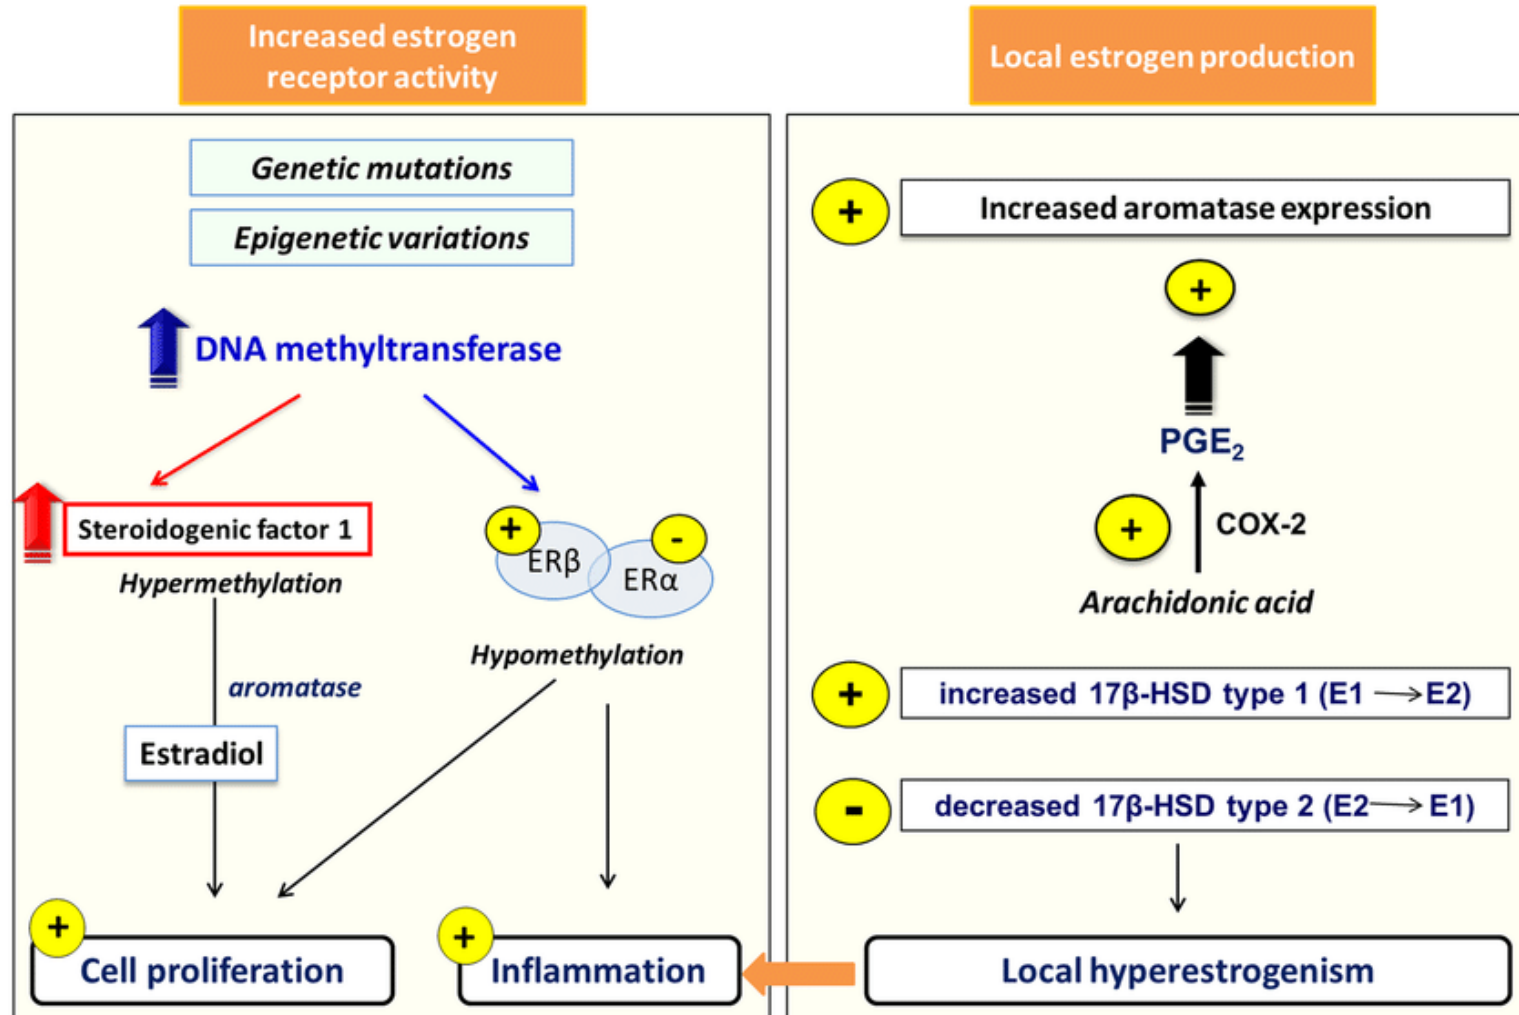 Increased estrogen
receptor activity
Genetic mutations
Epigenetic variations
DNA methyltransferase
Steroidogenic factor 1
Hypermethylation
+
ERβ
-
ERα
Hypomethylation
aromatase
Estradiol
+
Cell proliferation
+
Inflammation
Local estrogen production
+
Increased aromatase expression
+
PGE₂
+
COX-2
Arachidonic acid
+
increased 17β-HSD type 1 (E1 → E2)
-
decreased 17β-HSD type 2 (E2 → E1)
Local hyperestrogenism